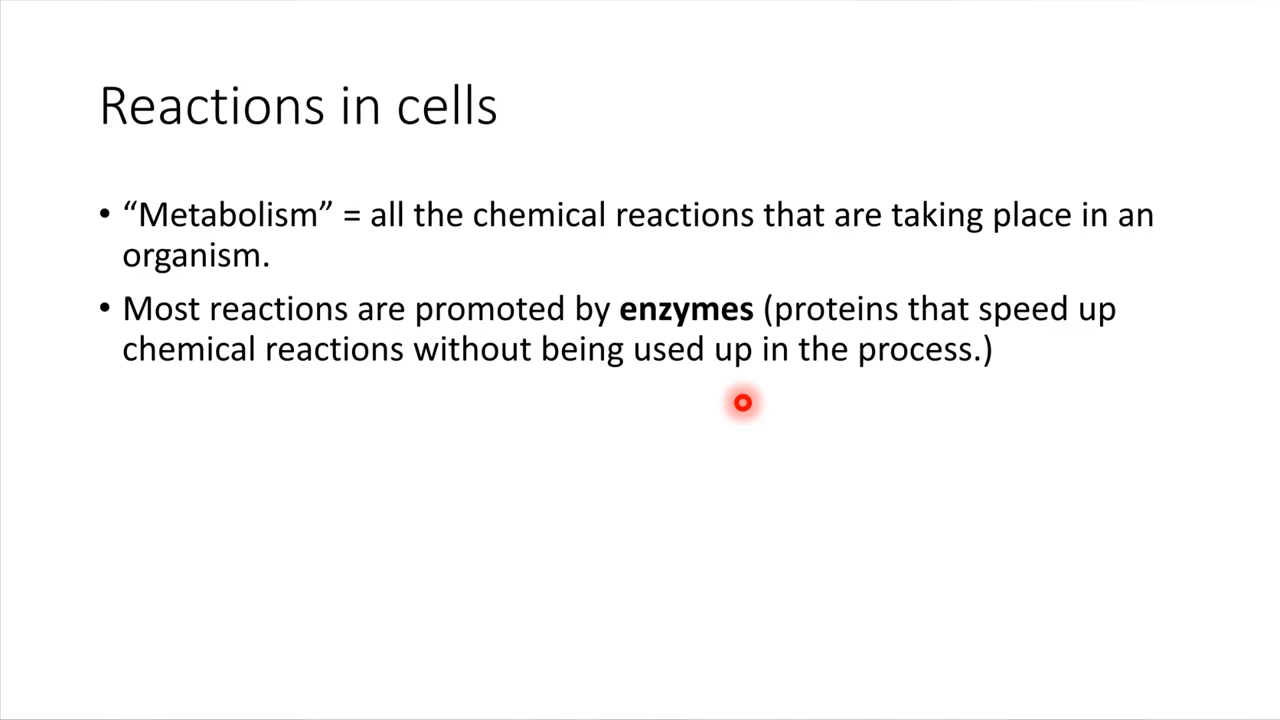 Reactions in cells
• “Metabolism” = all the chemical reactions that are taking place in an
organism.
• Most reactions are promoted by enzymes (proteins that speed up
chemical reactions without being used up in the process.)